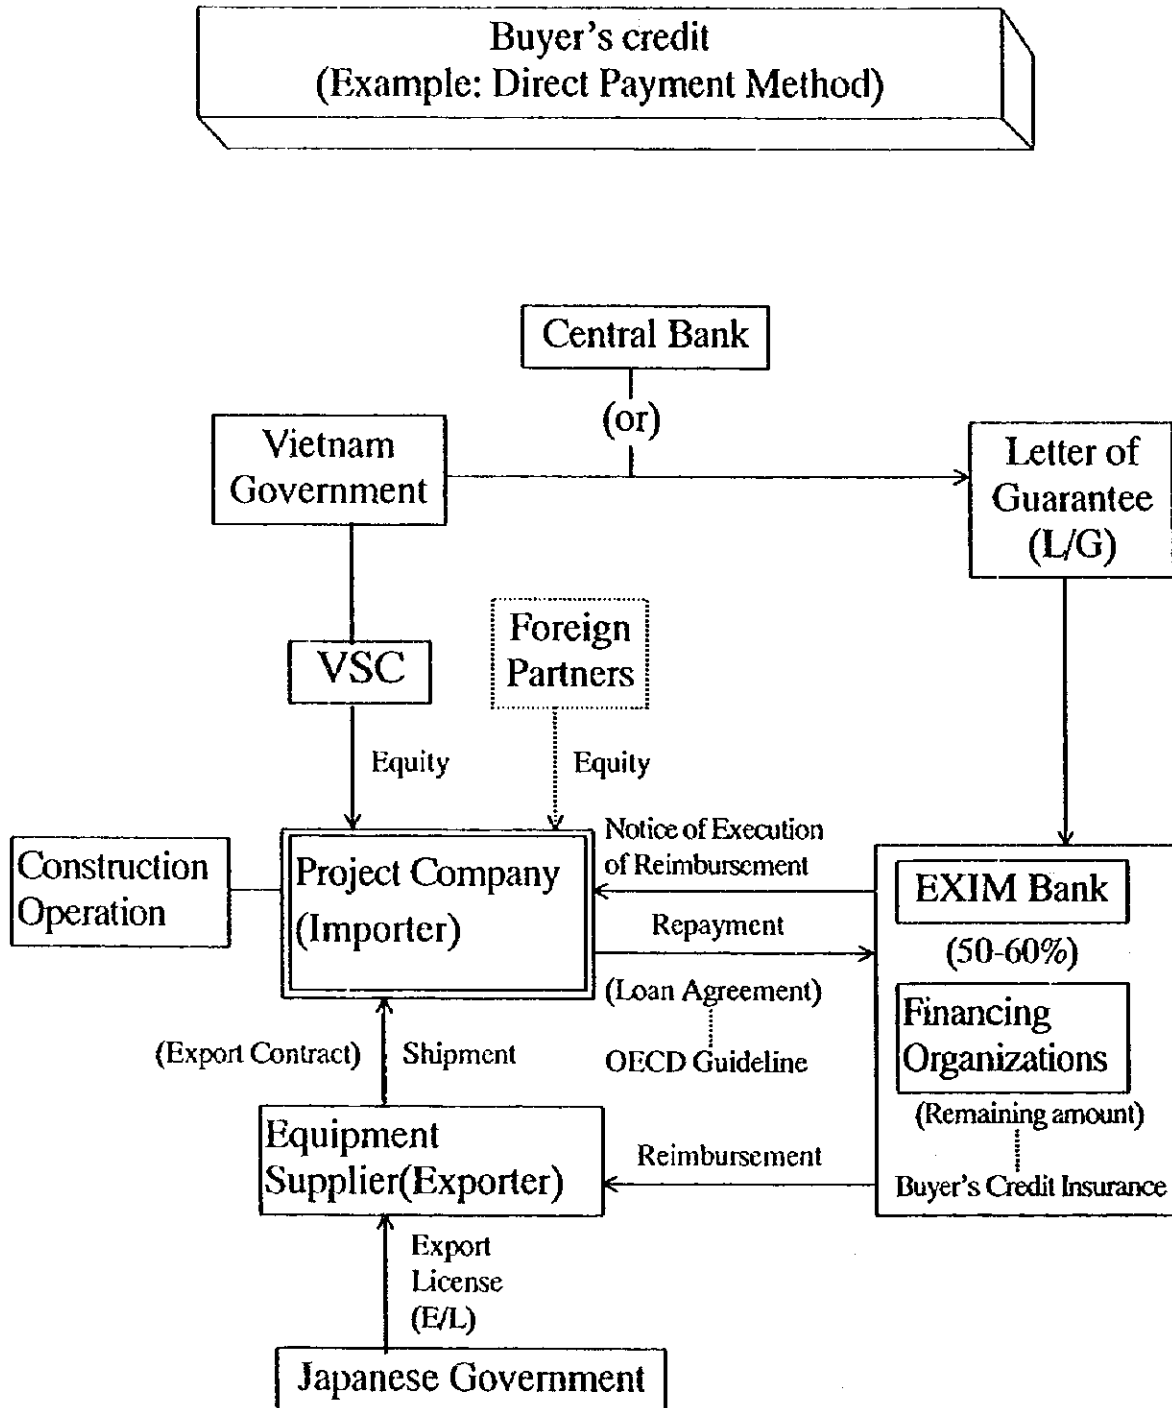 Buyer's credit
(Example: Direct Payment Method)
Central Bank
(or)
Vietnam
Government
Letter of
Guarantee
(L/G)
VSC
Foreign
Partners
Equity
Equity
Construction
Operation
Project Company
(Importer)
Notice of Execution
of Reimbursement
Repayment
(Loan Agreement)
OECD Guideline
EXIM Bank
(50-60%)
Financing
Organizations
(Remaining amount)
Buyer's Credit Insurance
(Export Contract)
Shipment
Equipment
Supplier(Exporter)
Reimbursement
Export
License
(E/L)
Japanese Government